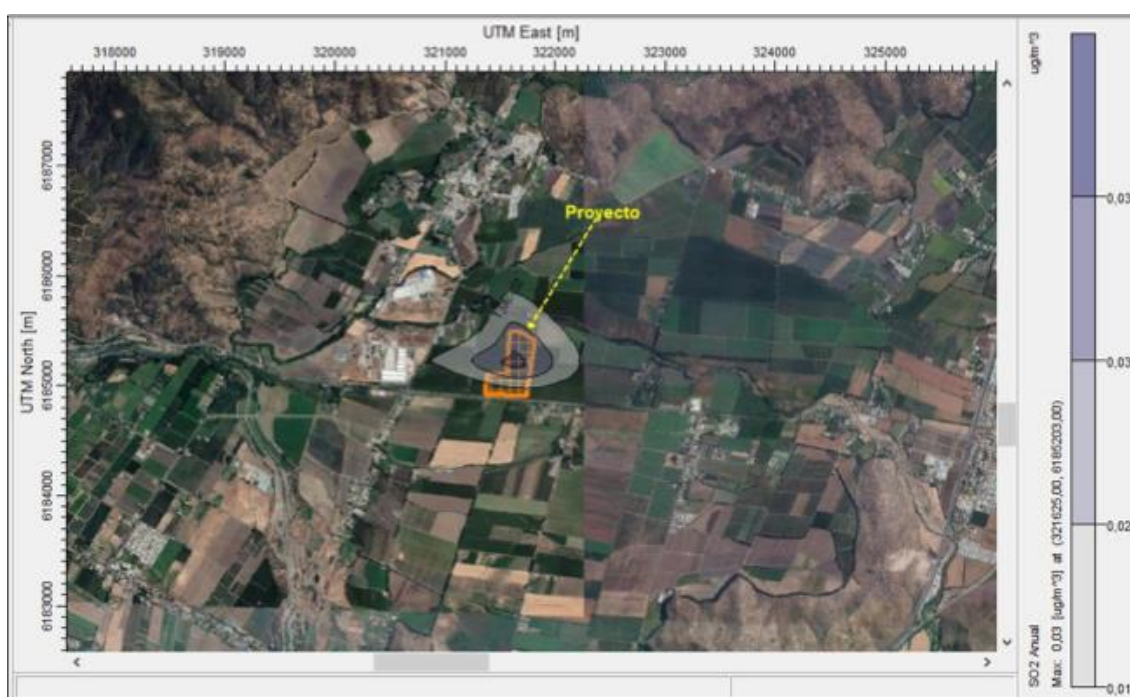 UTM East [m]
318000 319000 320000 321000 322000 323000 324000 325000
UTM North [m]
6187000
6186000
6185000
6184000
6183000
Proyecto
ug/m^3
0,03
0,03
0,02
0,01
SO2 Anual
Max: 0,03 [ug/m^3] at (321625,00, 6185203,00)